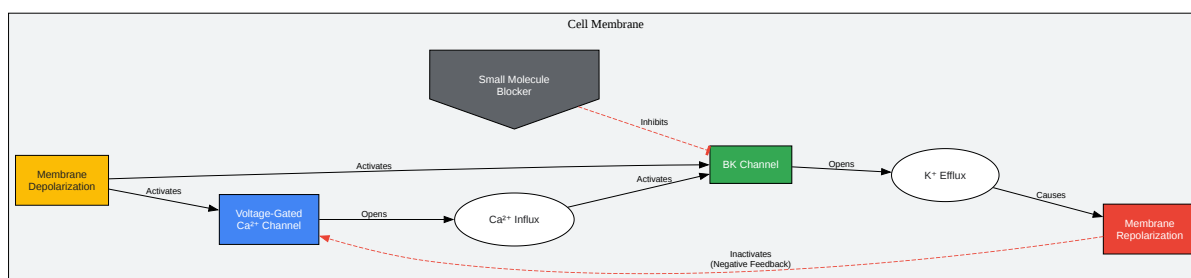 Cell Membrane
Small Molecule
Blocker
Inhibits
Membrane
Depolarization
Activates
Activates
Voltage-Gated
Ca²⁺ Channel
Opens
Ca²⁺ Influx
Activates
BK Channel
Opens
K⁺ Efflux
Causes
Membrane
Repolarization
Inactivates
(Negative Feedback)